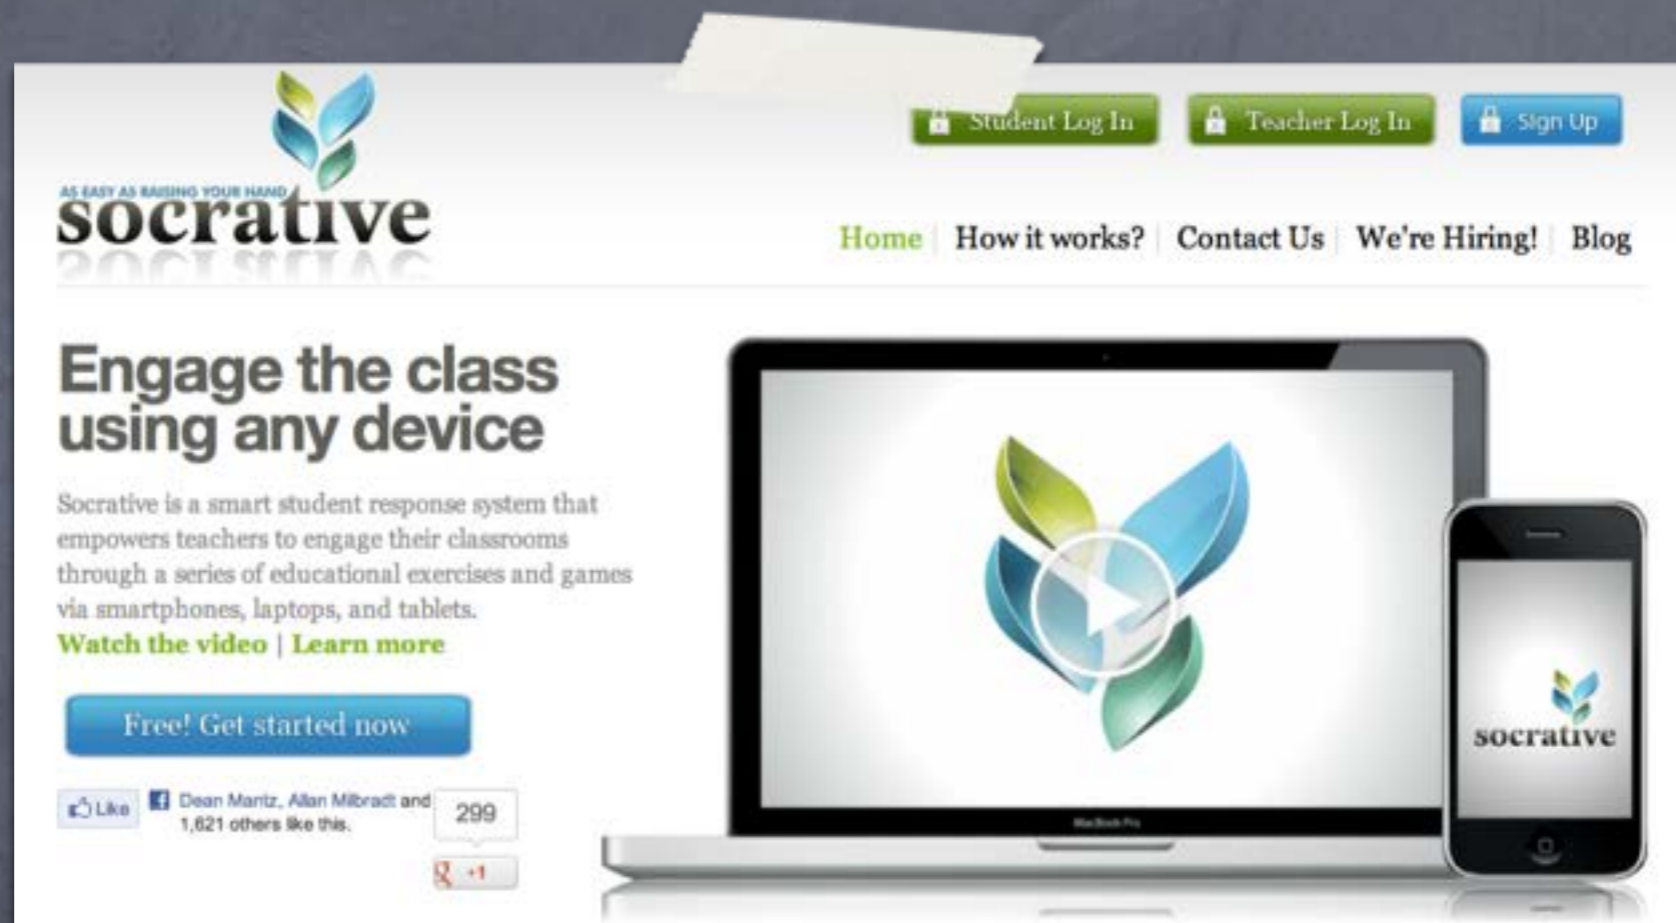 Student Log In
Teacher Log In
Sign Up
AS EASY AS RAISING YOUR HAND
socrative
Home
How it works?
Contact Us
We're Hiring!
Blog
Engage the class
using any device
Socrative is a smart student response system that
empowers teachers to engage their classrooms
through a series of educational exercises and games
via smartphones, laptops, and tablets.
Watch the video | Learn more
Free! Get started now
Like
Dean Mantz, Allan Milbradt and
1,621 others like this.
299
+1
MacBook Pro
socrative